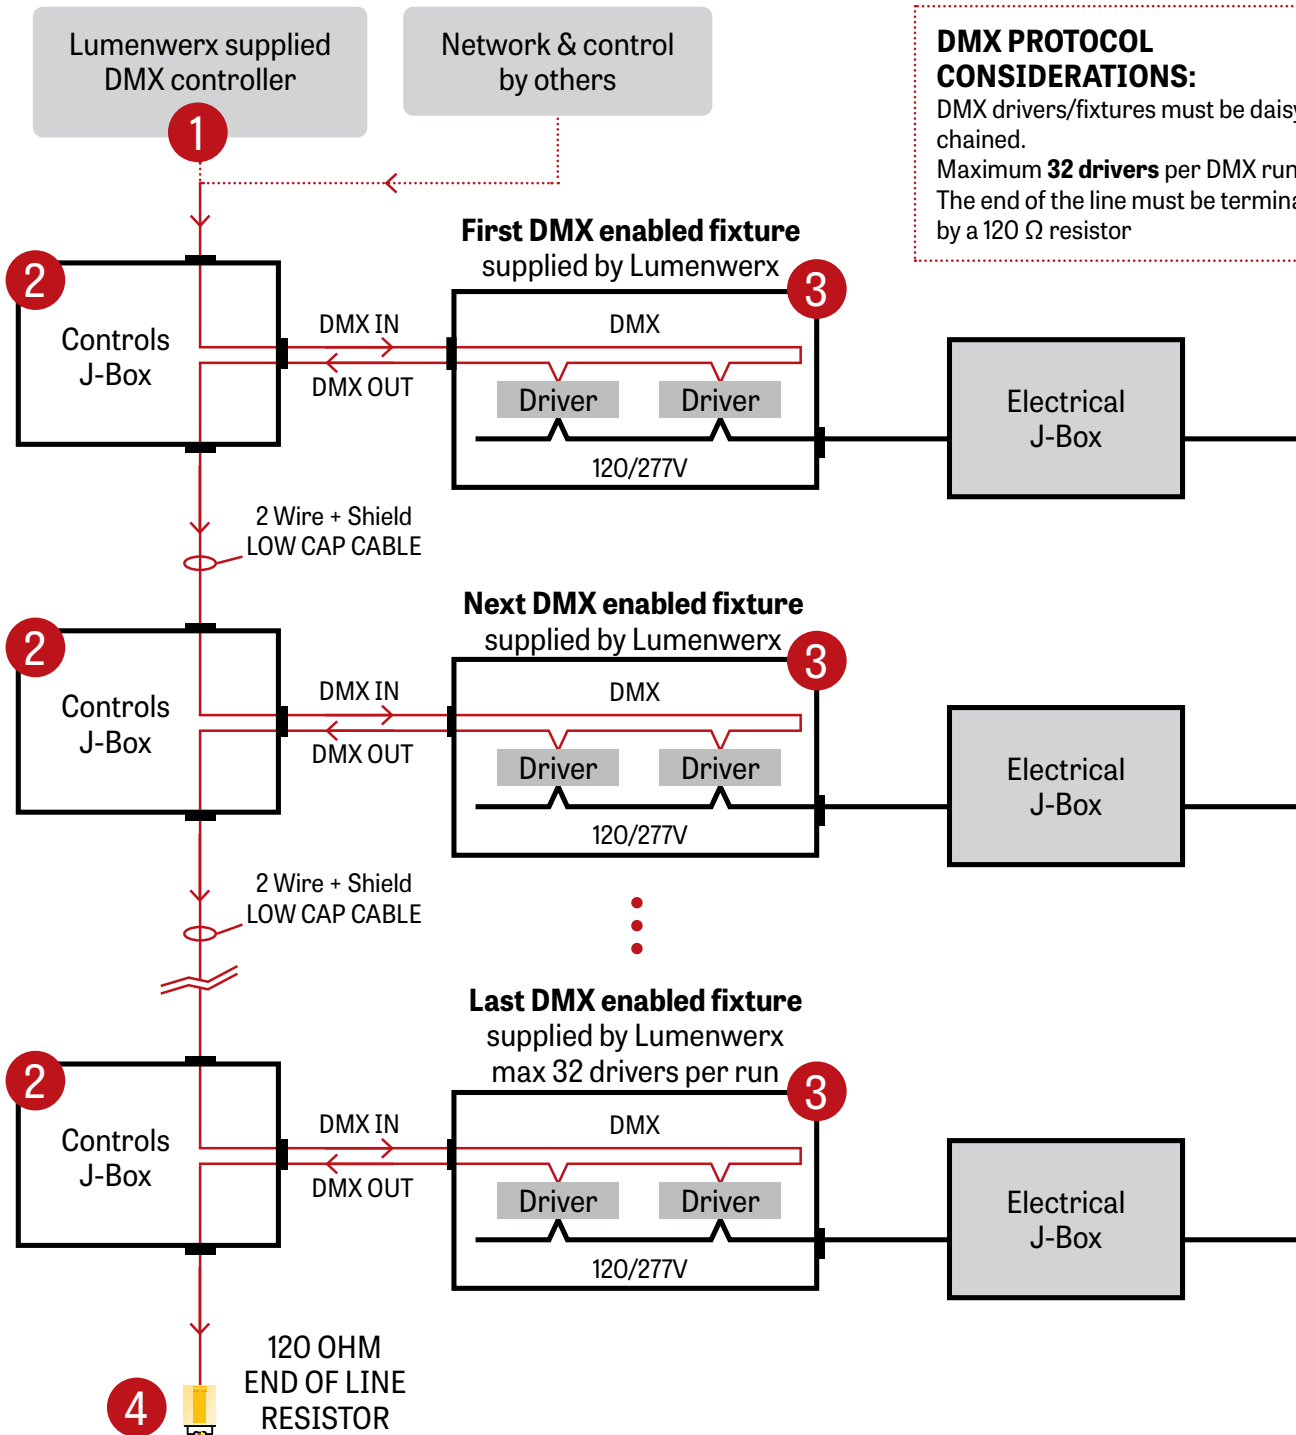 Lumenwerx supplied
DMX controller
1
Network & control
by others
DMX PROTOCOL
CONSIDERATIONS:
DMX drivers/fixtures must be daisy
chained.
Maximum 32 drivers per DMX run
The end of the line must be
by a 120 Ω resistor
First DMX enabled fixture
supplied by Lumenwerx
2
Controls
J-Box
DMX IN
DMX OUT
3
DMX
Driver
Driver
120/277V
Electrical
J-Box
2 Wire + Shield
LOW CAP CABLE
Next DMX enabled fixture
supplied by Lumenwerx
2
Controls
J-Box
DMX IN
DMX OUT
3
DMX
Driver
Driver
120/277V
Electrical
J-Box
2 Wire + Shield
LOW CAP CABLE
Last DMX enabled fixture
supplied by Lumenwerx
max 32 drivers per run
2
Controls
J-Box
DMX IN
DMX OUT
3
DMX
Driver
Driver
120/277V
Electrical
J-Box
4
120 OHM
END OF LINE
RESISTOR